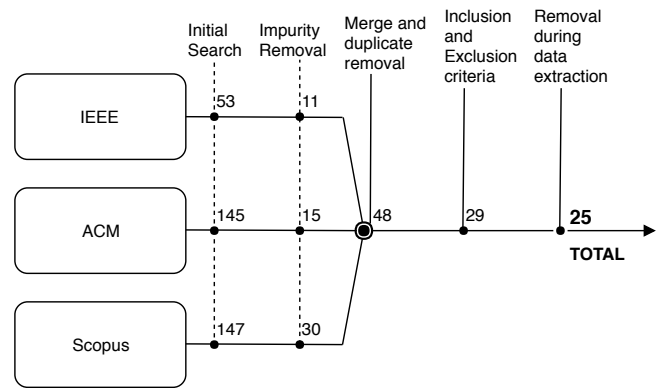 Initial
Search
Impurity
Removal
Merge and
duplicate
removal
Inclusion
and
Exclusion
criteria
Removal
during
data
extraction
IEEE
53
11
ACM
145
15
48
29
25
TOTAL
Scopus
147
30